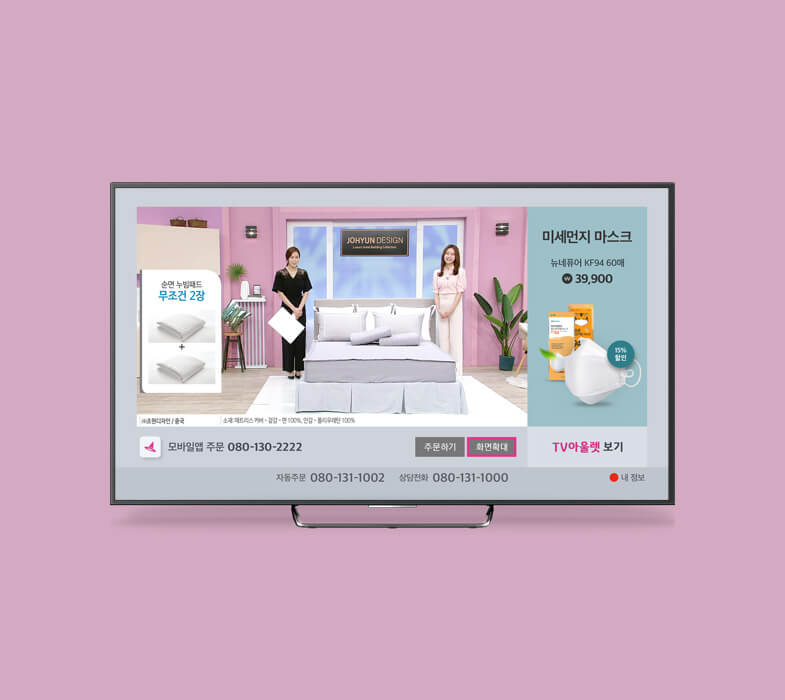 JOHYUN DESIGN
Luxury Hotel Bedding Collection
순면 누빔패드
무조건 2장
+
㈜조현디자인 / 중국
소재: 매트리스 커버 - 겉감 - 면 100%, 안감 - 폴리우레탄 100%
미세먼지 마스크
뉴네퓨어 KF94 60매
₩ 39,900
15%
할인
모바일앱 주문 080-130-2222
주문하기
화면확대
TV아울렛 보기
자동주문 080-131-1002
상담전화 080-131-1000
내 정보